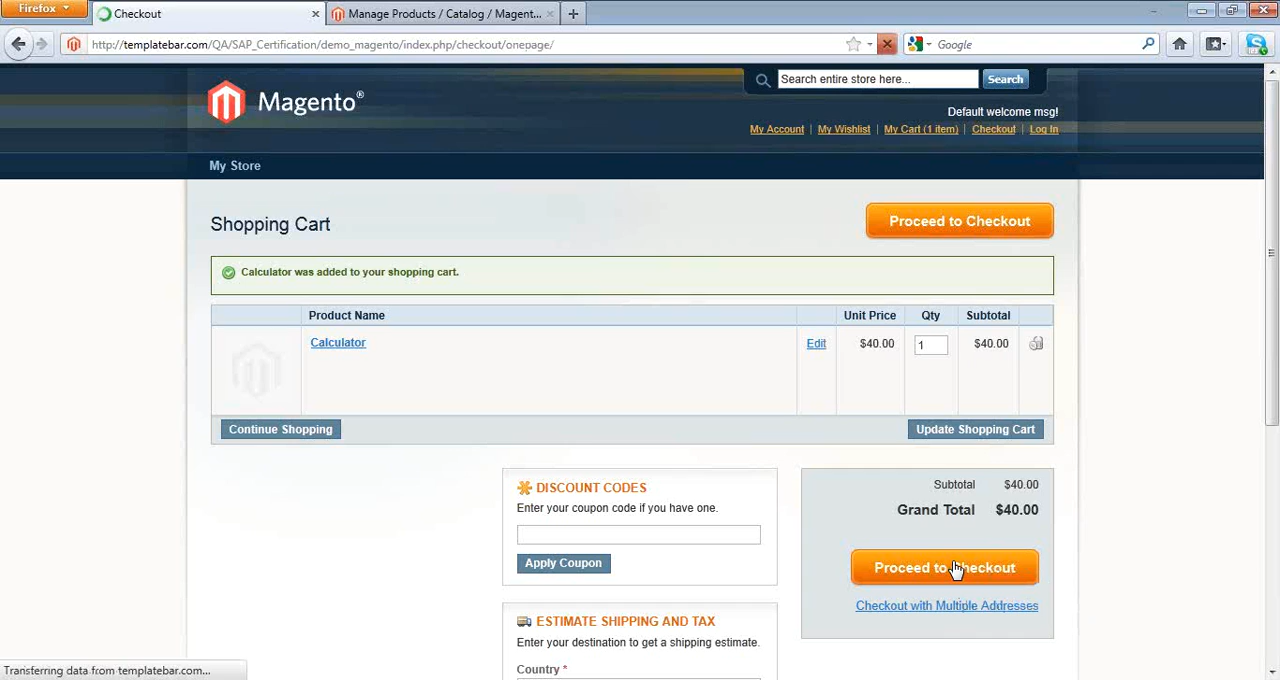 Firefox
Checkout
Manage Products / Catalog / Magent...
http://templatebar.com/QA/SAP_Certification/demo_magento/index.php/checkout/onepage/
Google
Magento®
Search entire store here...
Search
Default welcome msg!
My Account | My Wishlist | My Cart (1 item) | Checkout | Log In
My Store
Shopping Cart
Proceed to Checkout
Calculator was added to your shopping cart.
Product Name Unit Price Qty Subtotal
Calculator Edit $40.00 1 $40.00
Continue Shopping Update Shopping Cart
DISCOUNT CODES
Enter your coupon code if you have one.
Apply Coupon
Subtotal $40.00
Grand Total $40.00
Proceed to Checkout
Checkout with Multiple Addresses
ESTIMATE SHIPPING AND TAX
Enter your destination to get a shipping estimate.
Country *
Transferring data from templatebar.com...